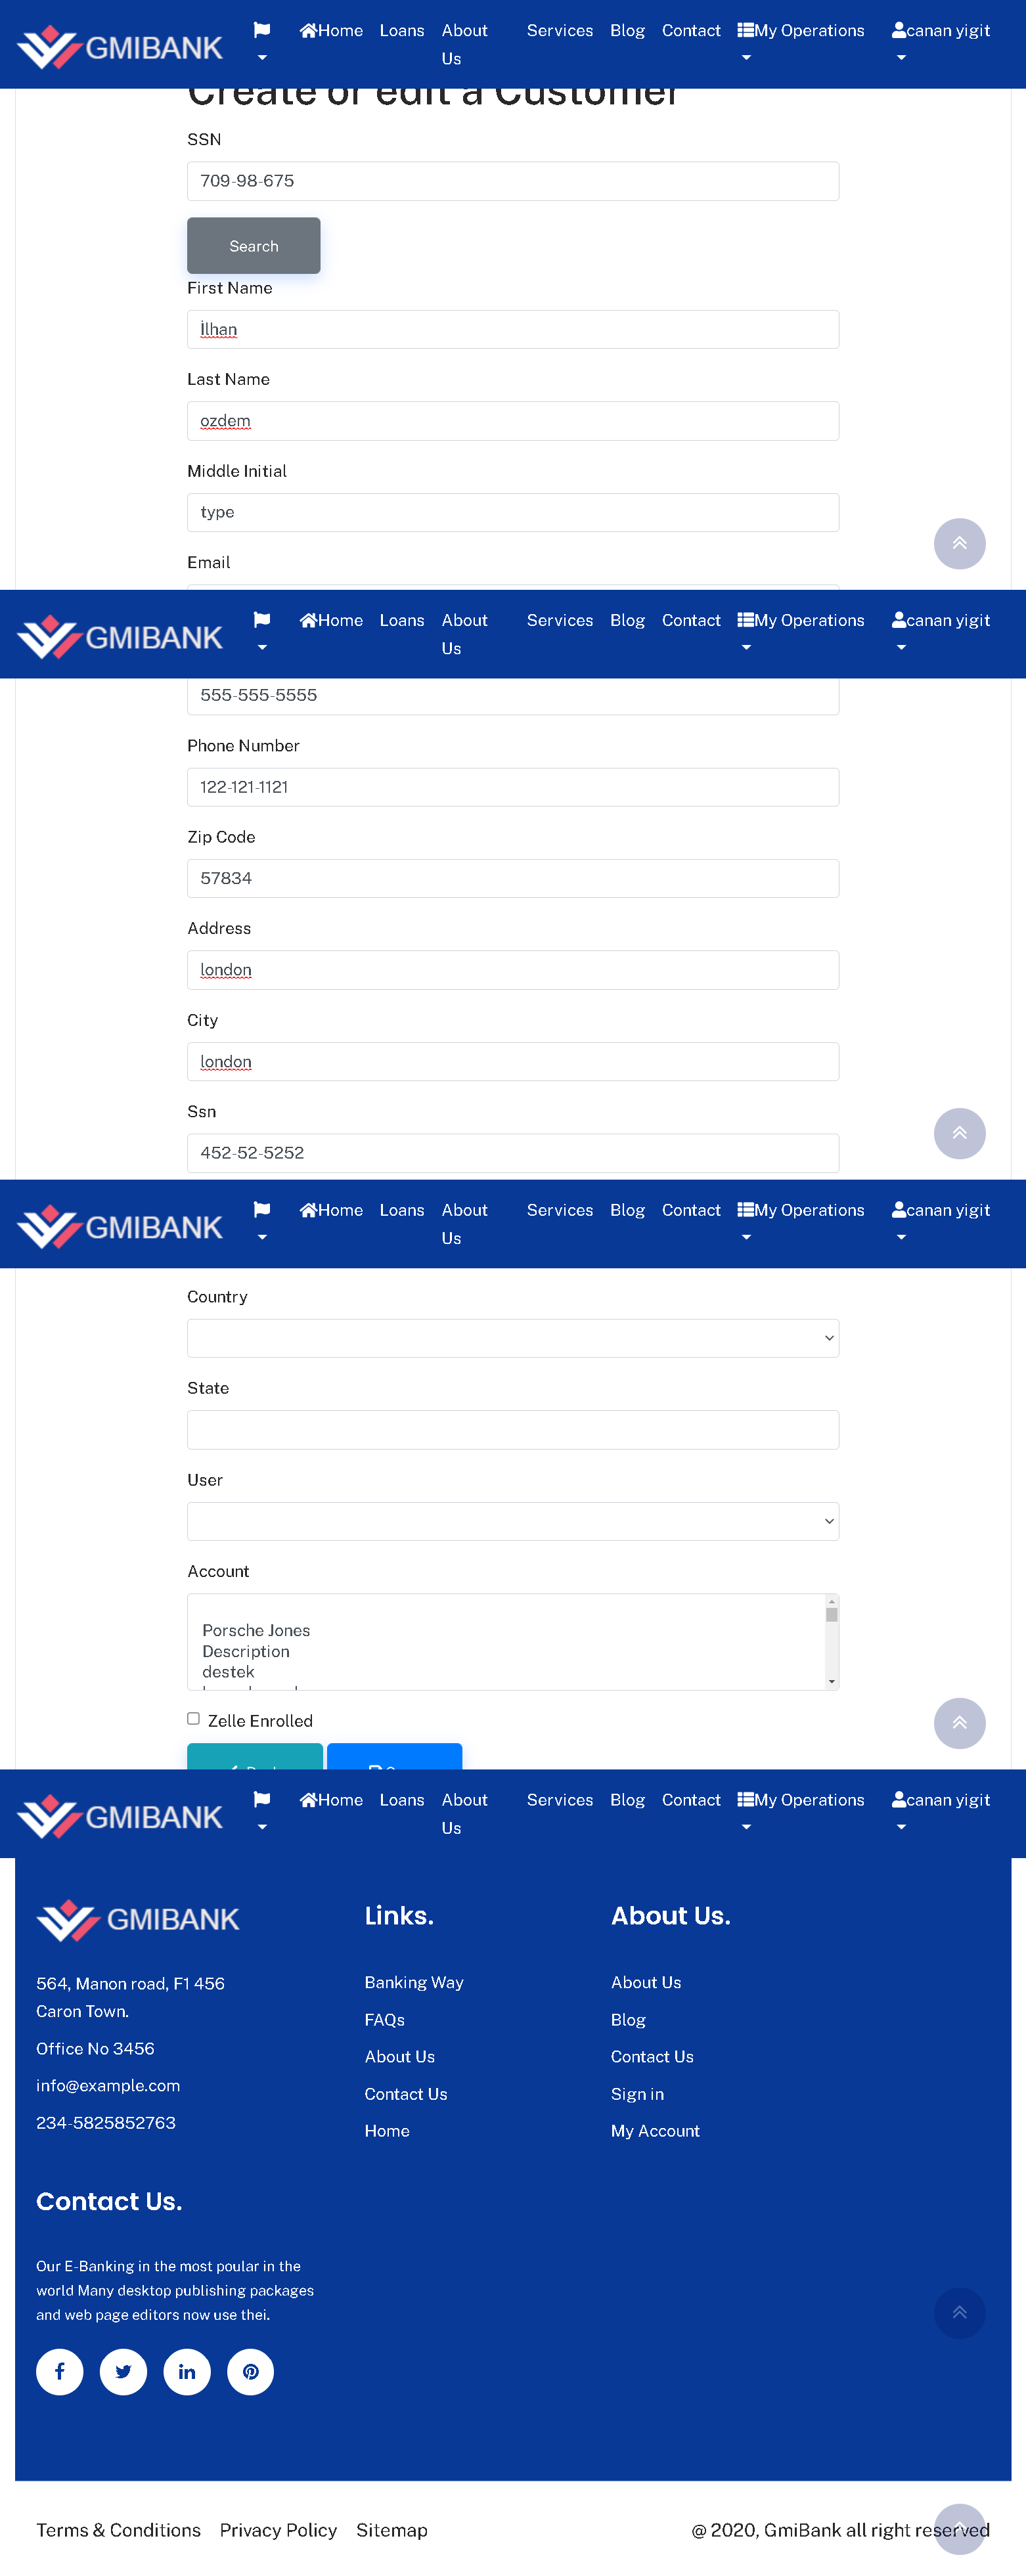 GMIBANK
Home Loans About Us Services Blog Contact My Operations canan yigit
Create or edit a Customer
SSN
709-98-675
Search
First Name
İlhan
Last Name
ozdem
Middle Initial
type
Email
GMIBANK
Home Loans About Us Services Blog Contact My Operations canan yigit
555-555-5555
Phone Number
122-121-1121
Zip Code
57834
Address
london
City
london
Ssn
452-52-5252
GMIBANK
Home Loans About Us Services Blog Contact My Operations canan yigit
Country
State
User
Account
Porsche Jones
Description
destek
Zelle Enrolled
GMIBANK
Home Loans About Us Services Blog Contact My Operations canan yigit
GMIBANK
564, Manon road, F1 456
Caron Town.
Office No 3456
info@example.com
234-5825852763
Links.
Banking Way
FAQs
About Us
Contact Us
Home
About Us.
About Us
Blog
Contact Us
Sign in
My Account
Contact Us.
Our E-Banking in the most poular in the
world Many desktop publishing packages
and web page editors now use thei.
Terms & Conditions Privacy Policy Sitemap
@ 2020, GmiBank all right reserved